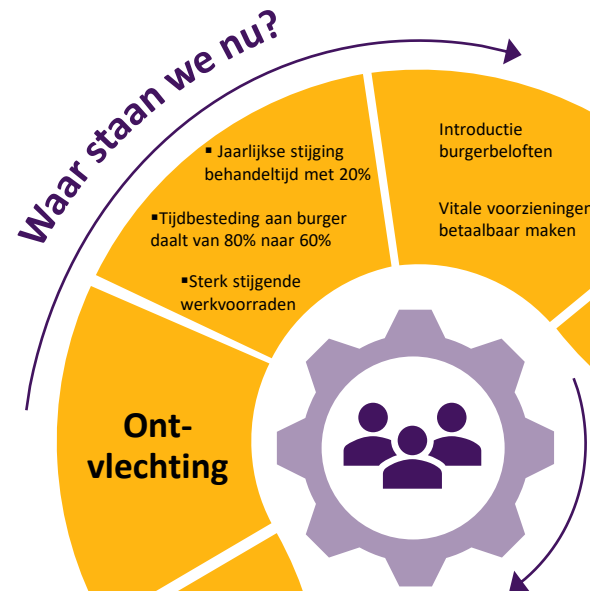 Waar staan we nu?
▪ Jaarlijkse stijging
behandeltijd met 20%
▪Tijdbesteding aan burger
daalt van 80% naar 60%
▪Sterk stijgende
werkvoorraden
Introductie
burgerbeloften
Vitale voorzieningen
betaalbaar maken
Ont-
vlechting